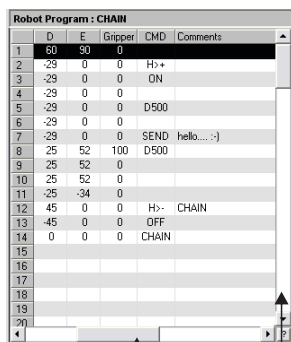 Robot Program : CHAIN
D E Gripper CMD Comments
1 60 90 0
2 -29 0 0 H>+
3 -29 0 0 ON
4 -29 0 0
5 -29 0 0 D500
6 -29 0 0
7 -29 0 0 SEND hello.... :-)
8 25 52 100 D500
9 25 52 0
10 25 52 0
11 -25 -34 0
12 45 0 0 H>- CHAIN
13 -45 0 0 OFF
14 0 0 0 CHAIN
15
16
17
18
19
20
?